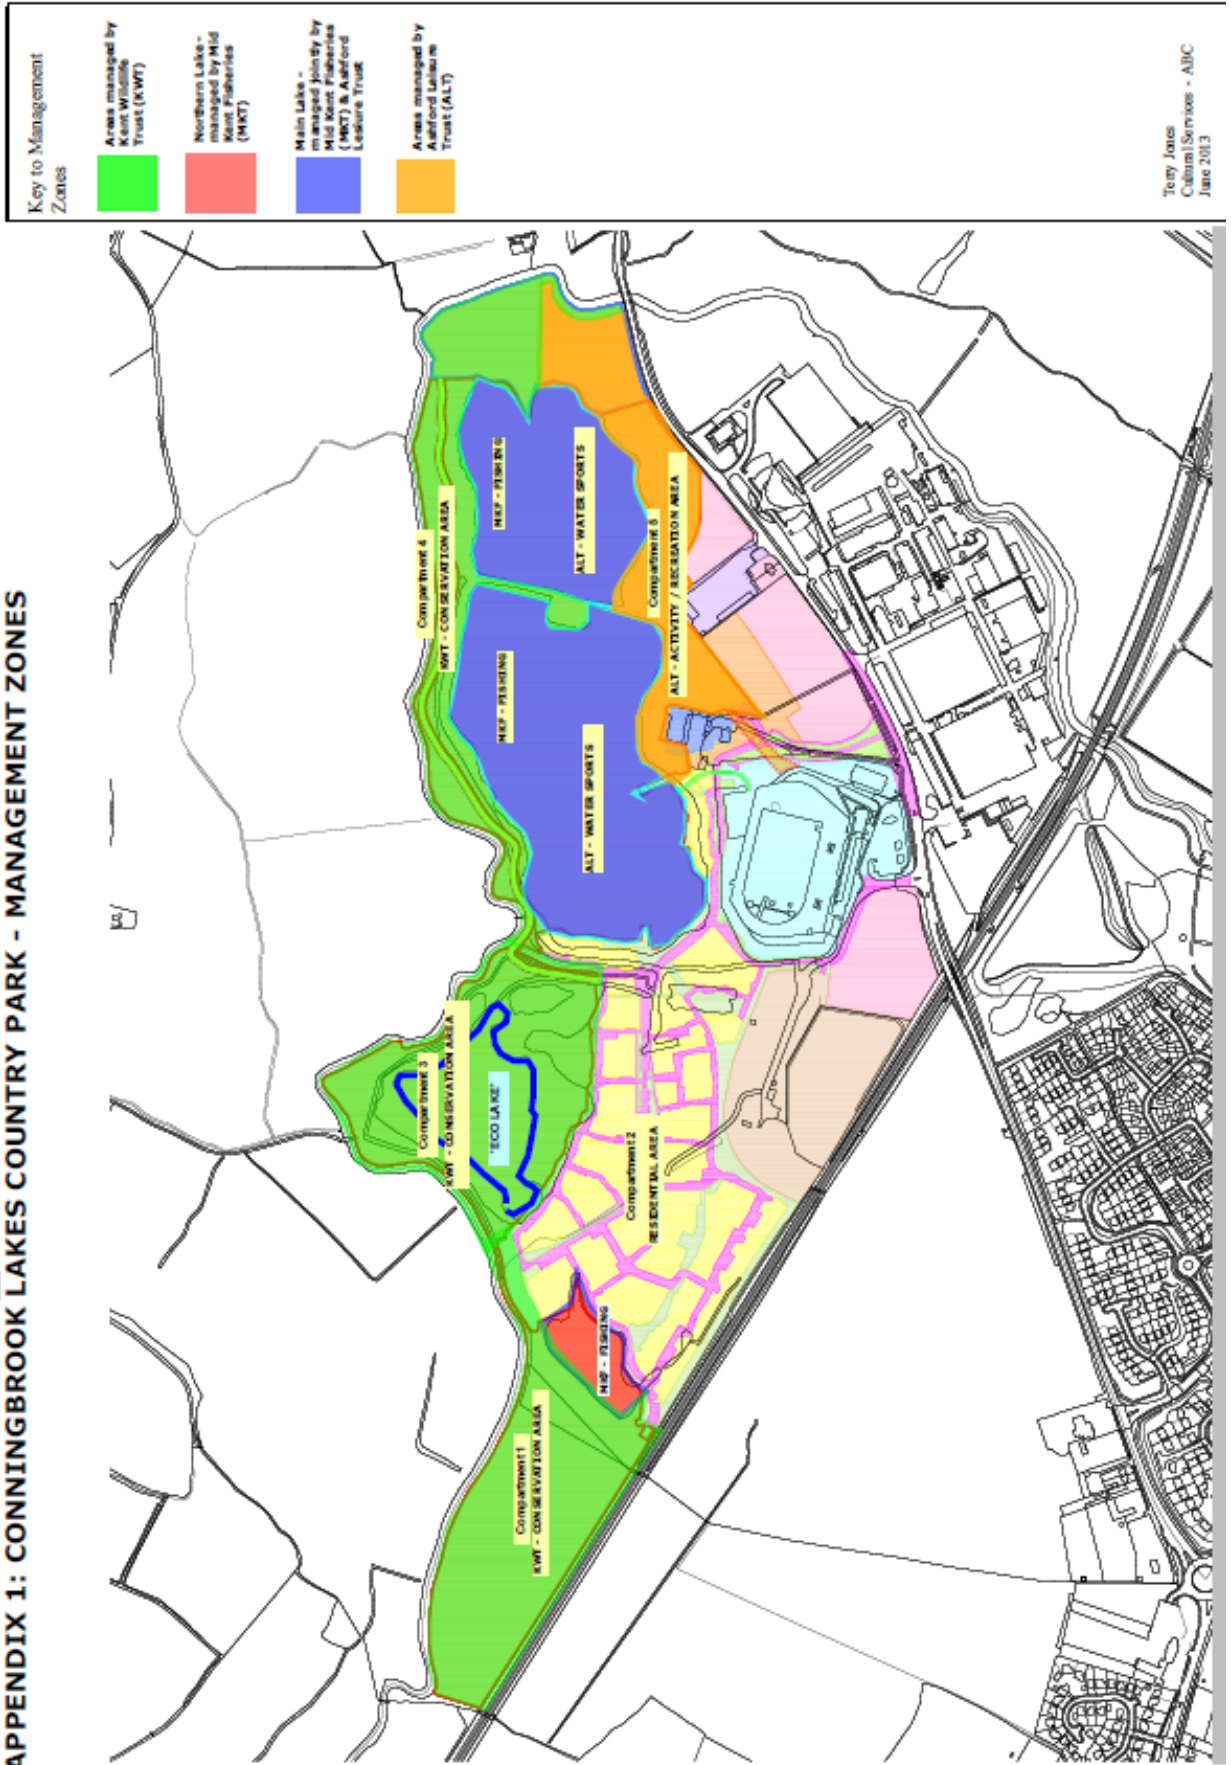 APPENDIX 1: CONNINGBROOK LAKES COUNTRY PARK - MANAGEMENT ZONES
Key to Management
Zones
Areas managed by
Kent Wildlife
Trust (KWT)
Northern Lake -
managed by Mid
Kent Fisheries
(MKT)
Main Lake -
managed jointly by
Mid Kent Fisheries
(MKT) & Ashford
Lesiure Trust
Areas managed by
Ashford Leisure
Trust (ALT)
Terry Jones
Cultural Services - ABC
June 2013
Compartment 1
KWT - CONSERVATION AREA
MKF - FISHING
Compartment 2
RESIDENTIAL AREA
Compartment 3
KWT - CONSERVATION AREA
'ECO LAKE'
Compartment 4
KWT - CONSERVATION AREA
MKF - FISHING
ALT - WATER SPORTS
MKF - FISHING
ALT - WATER SPORTS
Compartment 5
ALT - ACTIVITY / RECREATION AREA